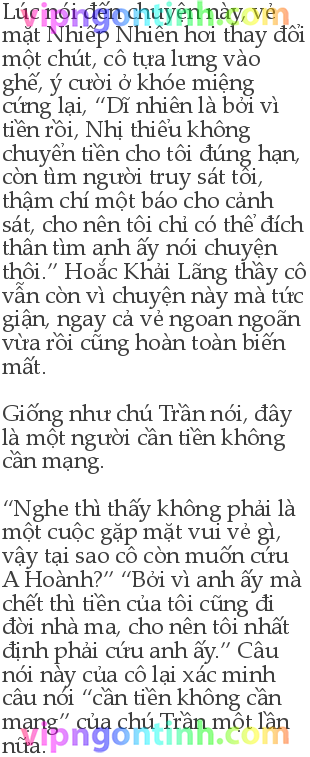 vipngontinh.com
Lúc nói đến chuyện này, vẻ
mặt Nhiếp Nhiên hơi thay đổi
một chút, cô tựa lưng vào
ghế, ý cười ở khóe miệng
cứng lại, “Dĩ nhiên là bởi vì
tiền rồi, Nhị thiểu không
chuyển tiền cho tôi đúng hạn,
còn tìm người truy sát tôi,
thậm chí một báo cho cảnh
sát, cho nên tôi chỉ có thể đích
thân tìm anh ấy nói chuyện
thôi.” Hoắc Khải Lãng thầy cô
vẫn còn vì chuyện này mà tức
giận, ngay cả vẻ ngoan ngoãn
vừa rồi cũng hoàn toàn biến
mất.
Giống như chú Trần nói, đây
là một người cần tiền không
cần mạng.
“Nghe thì thấy không phải là
một cuộc gặp mặt vui vẻ gì,
vậy tại sao cô còn muốn cứu
A Hoành?” “Bởi vì anh ấy mà
chết thì tiền của tôi cũng đi
đời nhà ma, cho nên tôi nhất
định phải cứu anh ấy.” Câu
nói này của cô lại xác minh
câu nói “cần tiền không cần
mạng” của chú Trần một lần
nữa.
vipngontinh.com